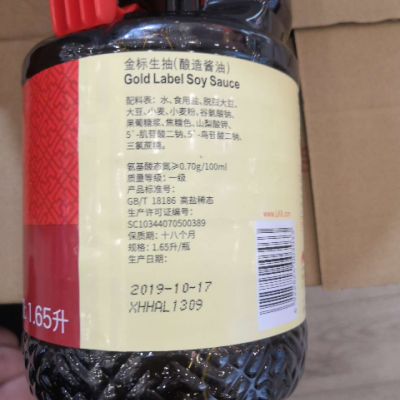 金标生抽(酿造酱油)
Gold Label Soy Sauce
配料表：水、食用盐、脱脂大豆、
大豆、小麦、小麦粉、谷氨酸钠、
果葡糖浆、焦糖色、山梨酸钾、
5`-肌苷酸二钠、5`-鸟苷酸二钠、
三氯蔗糖。
氨基酸态氮≥0.70g/100ml
质量等级：一级
产品标准号：
GB/T 18186 高盐稀态
生产许可证编号：
SC10344070500389
保质期：十八个月
规格：1.65升/瓶
生产日期：
2019-10-17
XHHAL1309
1.65升